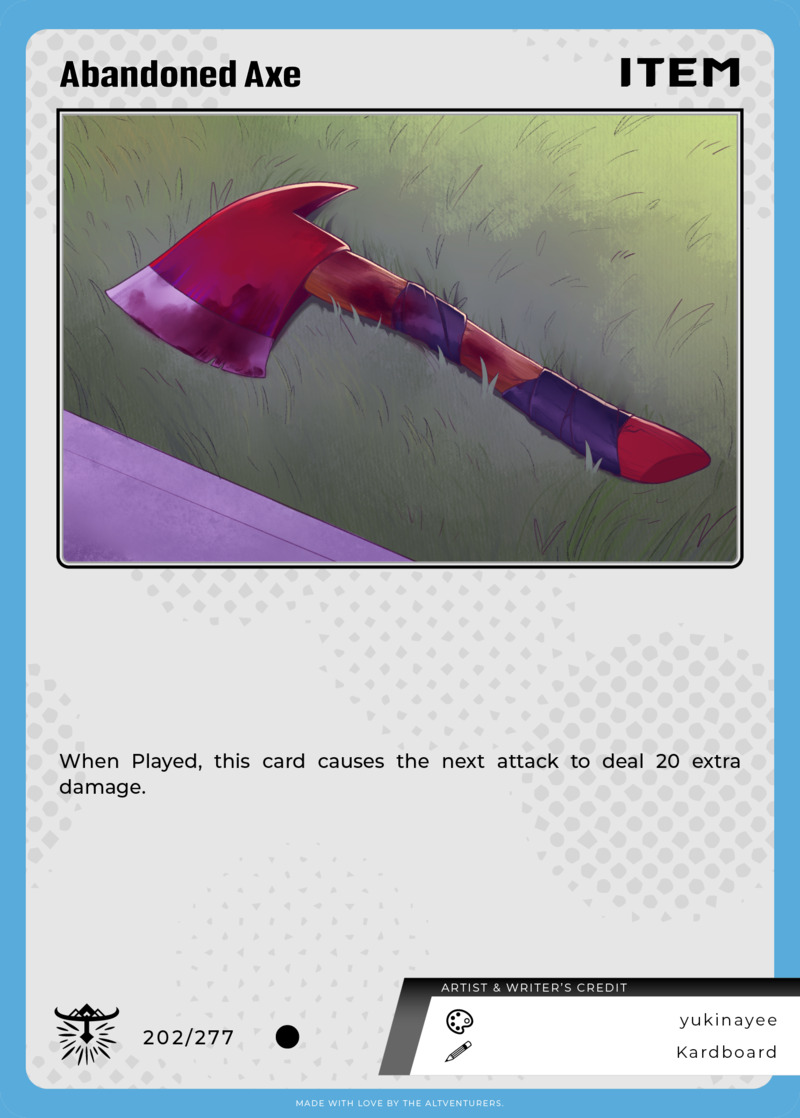 Abandoned Axe
ITEM
When Played, this card causes the next attack to deal 20 extra
damage.
ARTIST & WRITER'S CREDIT
yukinayee
202/277
Kardboard
MADE WITH LOVE BY THE ALTVENTURERS.